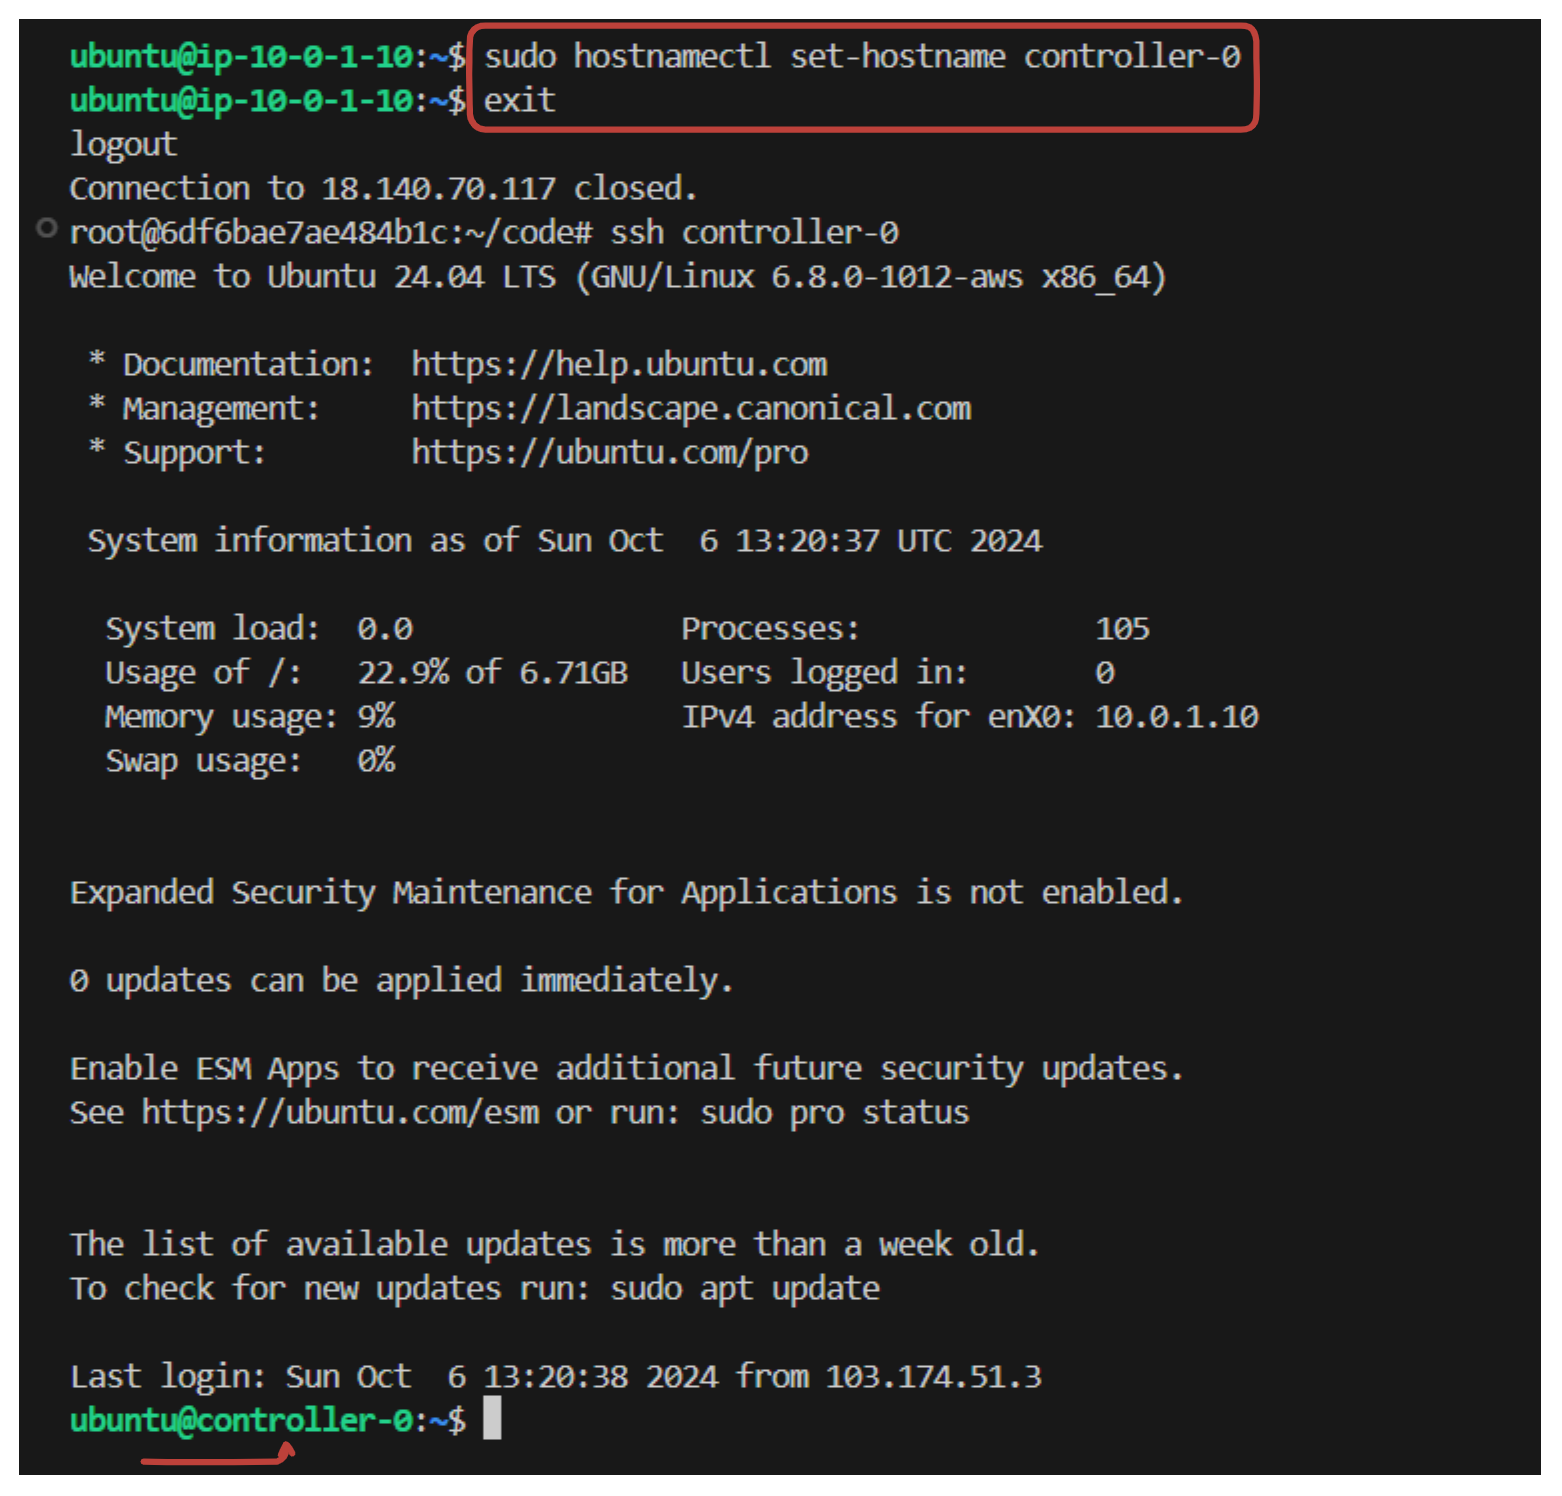 ubuntu@ip-10-0-1-10:~$ sudo hostnamectl set-hostname controller-0
ubuntu@ip-10-0-1-10:~$ exit
logout
Connection to 18.140.70.117 closed.
root@6df6bae7ae484b1c:~/code# ssh controller-0
Welcome to Ubuntu 24.04 LTS (GNU/Linux 6.8.0-1012-aws x86_64)
* Documentation:  https://help.ubuntu.com
* Management:     https://landscape.canonical.com
* Support:        https://ubuntu.com/pro
System information as of Sun Oct  6 13:20:37 UTC 2024
System load:  0.0               Processes:             105
Usage of /:   22.9% of 6.71GB   Users logged in:       0
Memory usage: 9%                IPv4 address for enX0: 10.0.1.10
Swap usage:   0%
Expanded Security Maintenance for Applications is not enabled.
0 updates can be applied immediately.
Enable ESM Apps to receive additional future security updates.
See https://ubuntu.com/esm or run: sudo pro status
The list of available updates is more than a week old.
To check for new updates run: sudo apt update
Last login: Sun Oct  6 13:20:38 2024 from 103.174.51.3
ubuntu@controller-0:~$